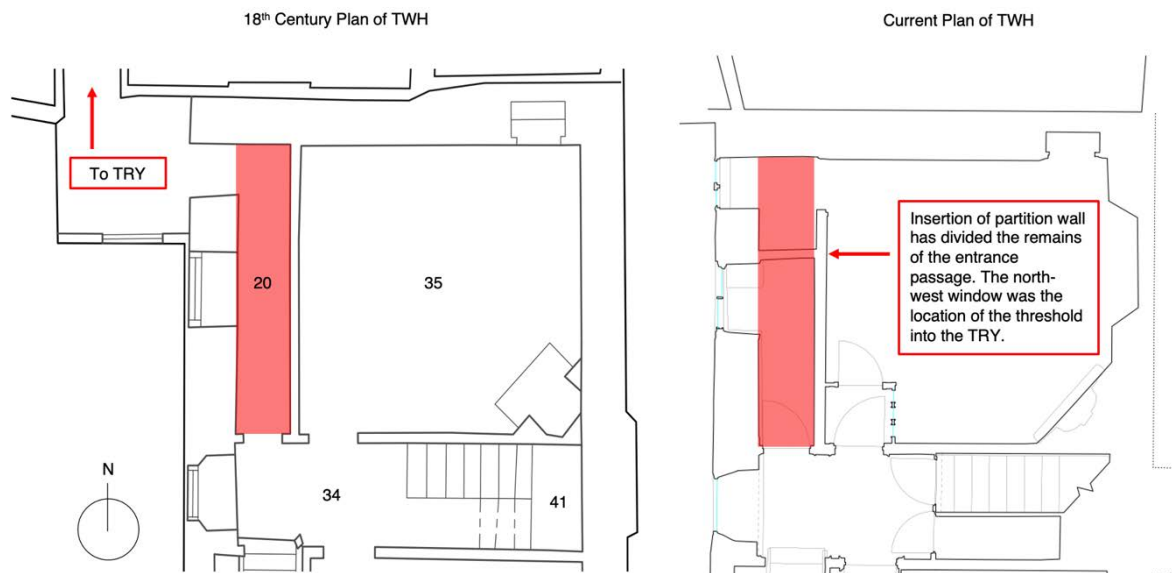 18th Century Plan of TWH
Current Plan of TWH
To TRY
20
35
34
41
N
Insertion of partition wall
has divided the remains
of the entrance
passage. The north-
west window was the
location of the threshold
into the TRY.